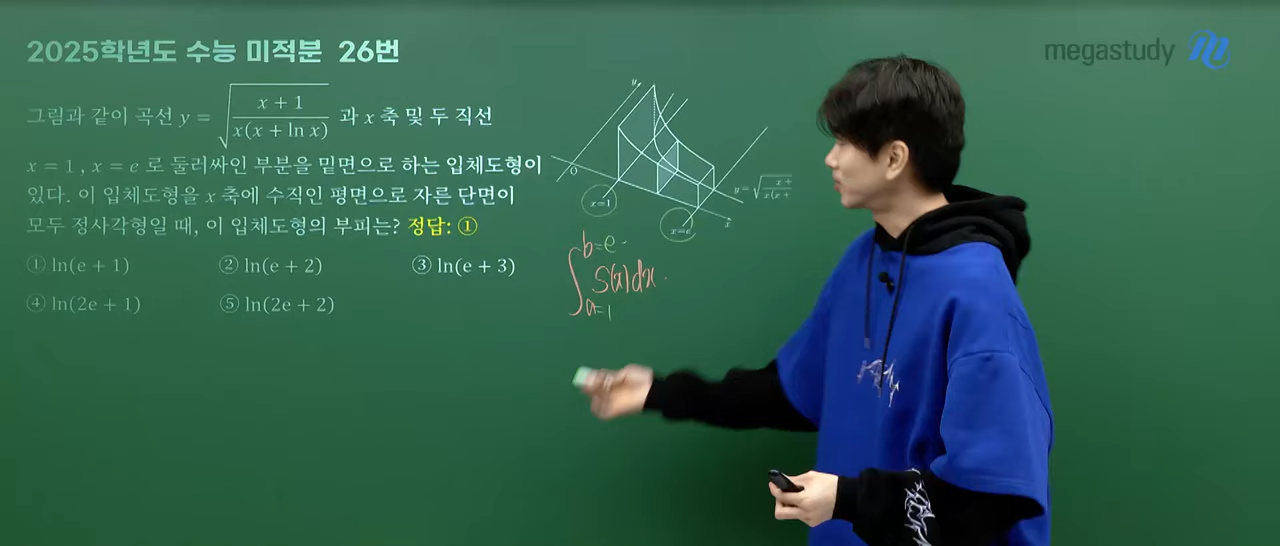 2025학년도 수능 미적분 26번
megastudy
그림과 같이 곡선 y = √((x + 1)/(x(x + ln x))) 과 x 축 및 두 직선
x = 1 , x = e 로 둘러싸인 부분을 밑면으로 하는 입체도형이
있다. 이 입체도형을 x 축에 수직인 평면으로 자른 단면이
모두 정사각형일 때, 이 입체도형의 부피는? 정답: ①
① ln(e + 1) ② ln(e + 2) ③ ln(e + 3)
④ ln(2e + 1) ⑤ ln(2e + 2)
y
O
x=1
x=e
x
y=√(x+/x(x+
∫ b=e
S(x)dx
a=1